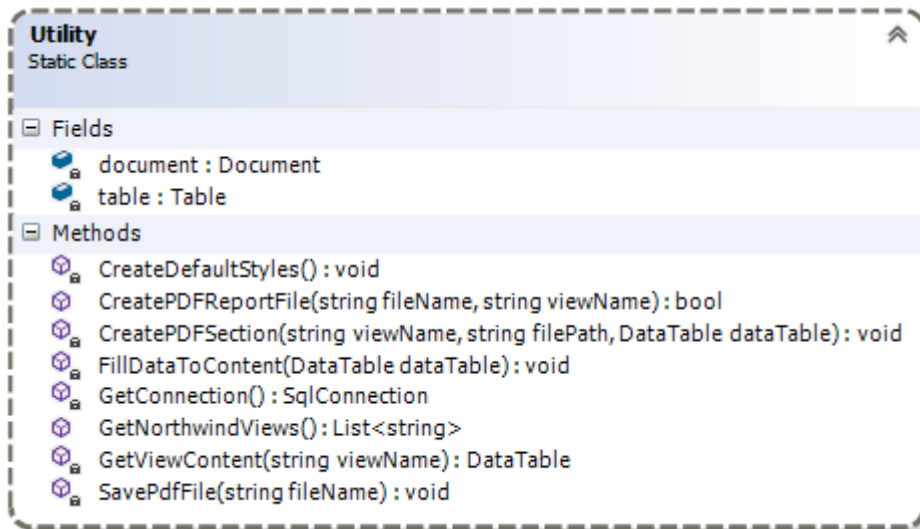 Utility
Static Class
Fields
document : Document
table : Table
Methods
CreateDefaultStyles() : void
CreatePDFReportFile(string fileName, string viewName) : bool
CreatePDFSection(string viewName, string filePath, DataTable dataTable) : void
FillDataToContent(DataTable dataTable) : void
GetConnection() : SqlConnection
GetNorthwindViews() : List<string>
GetViewContent(string viewName) : DataTable
SavePdfFile(string fileName) : void